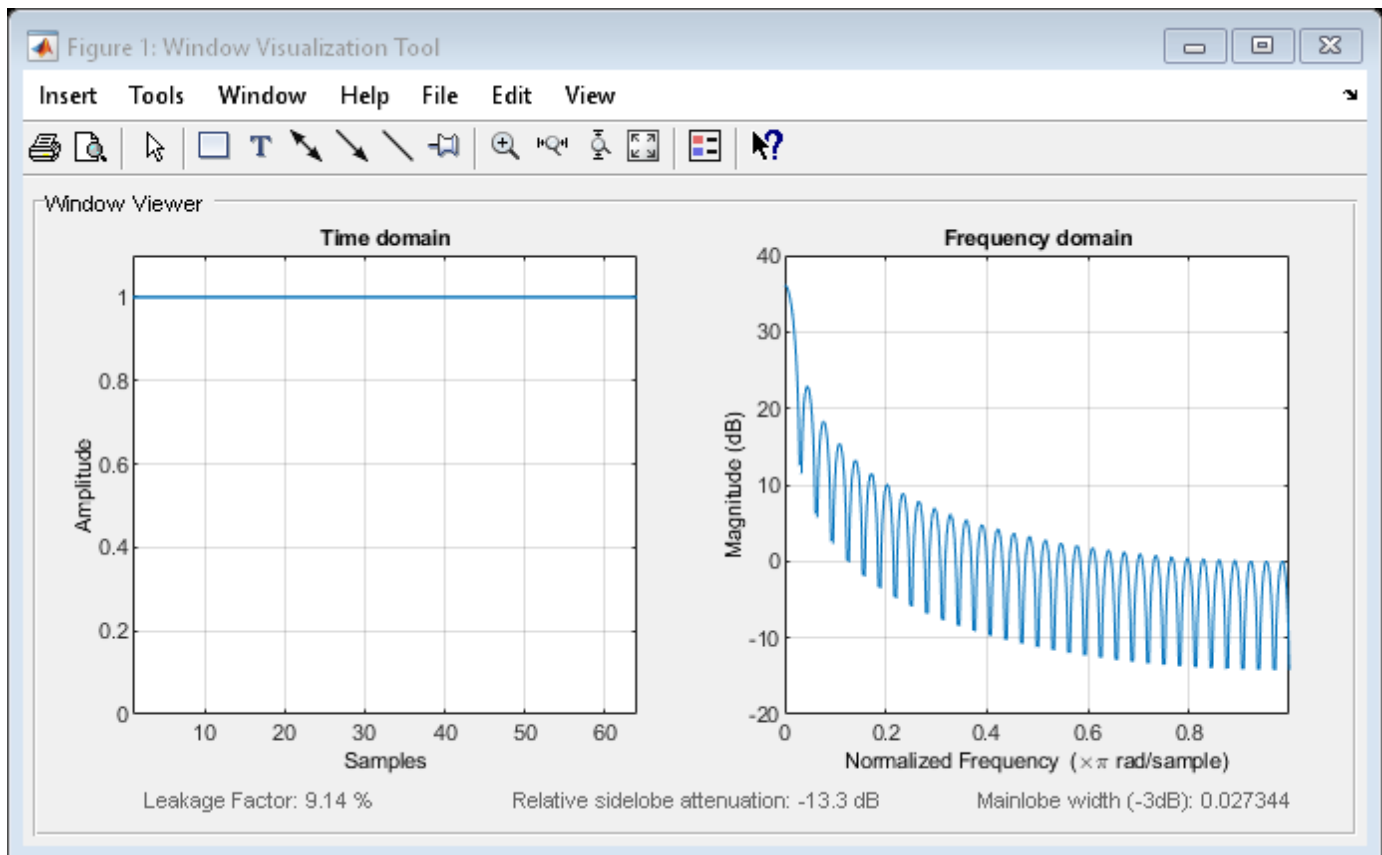 Figure 1: Window Visualization Tool
Insert Tools Window Help File Edit View
T
?
Window Viewer
Time domain
1
0.8
0.6
0.4
0.2
0
10 20 30 40 50 60
Amplitude
Samples
Frequency domain
40
30
20
10
0
-10
-20
0 0.2 0.4 0.6 0.8
Magnitude (dB)
Normalized Frequency (×π rad/sample)
Leakage Factor: 9.14 % Relative sidelobe attenuation: -13.3 dB Mainlobe width (-3dB): 0.027344